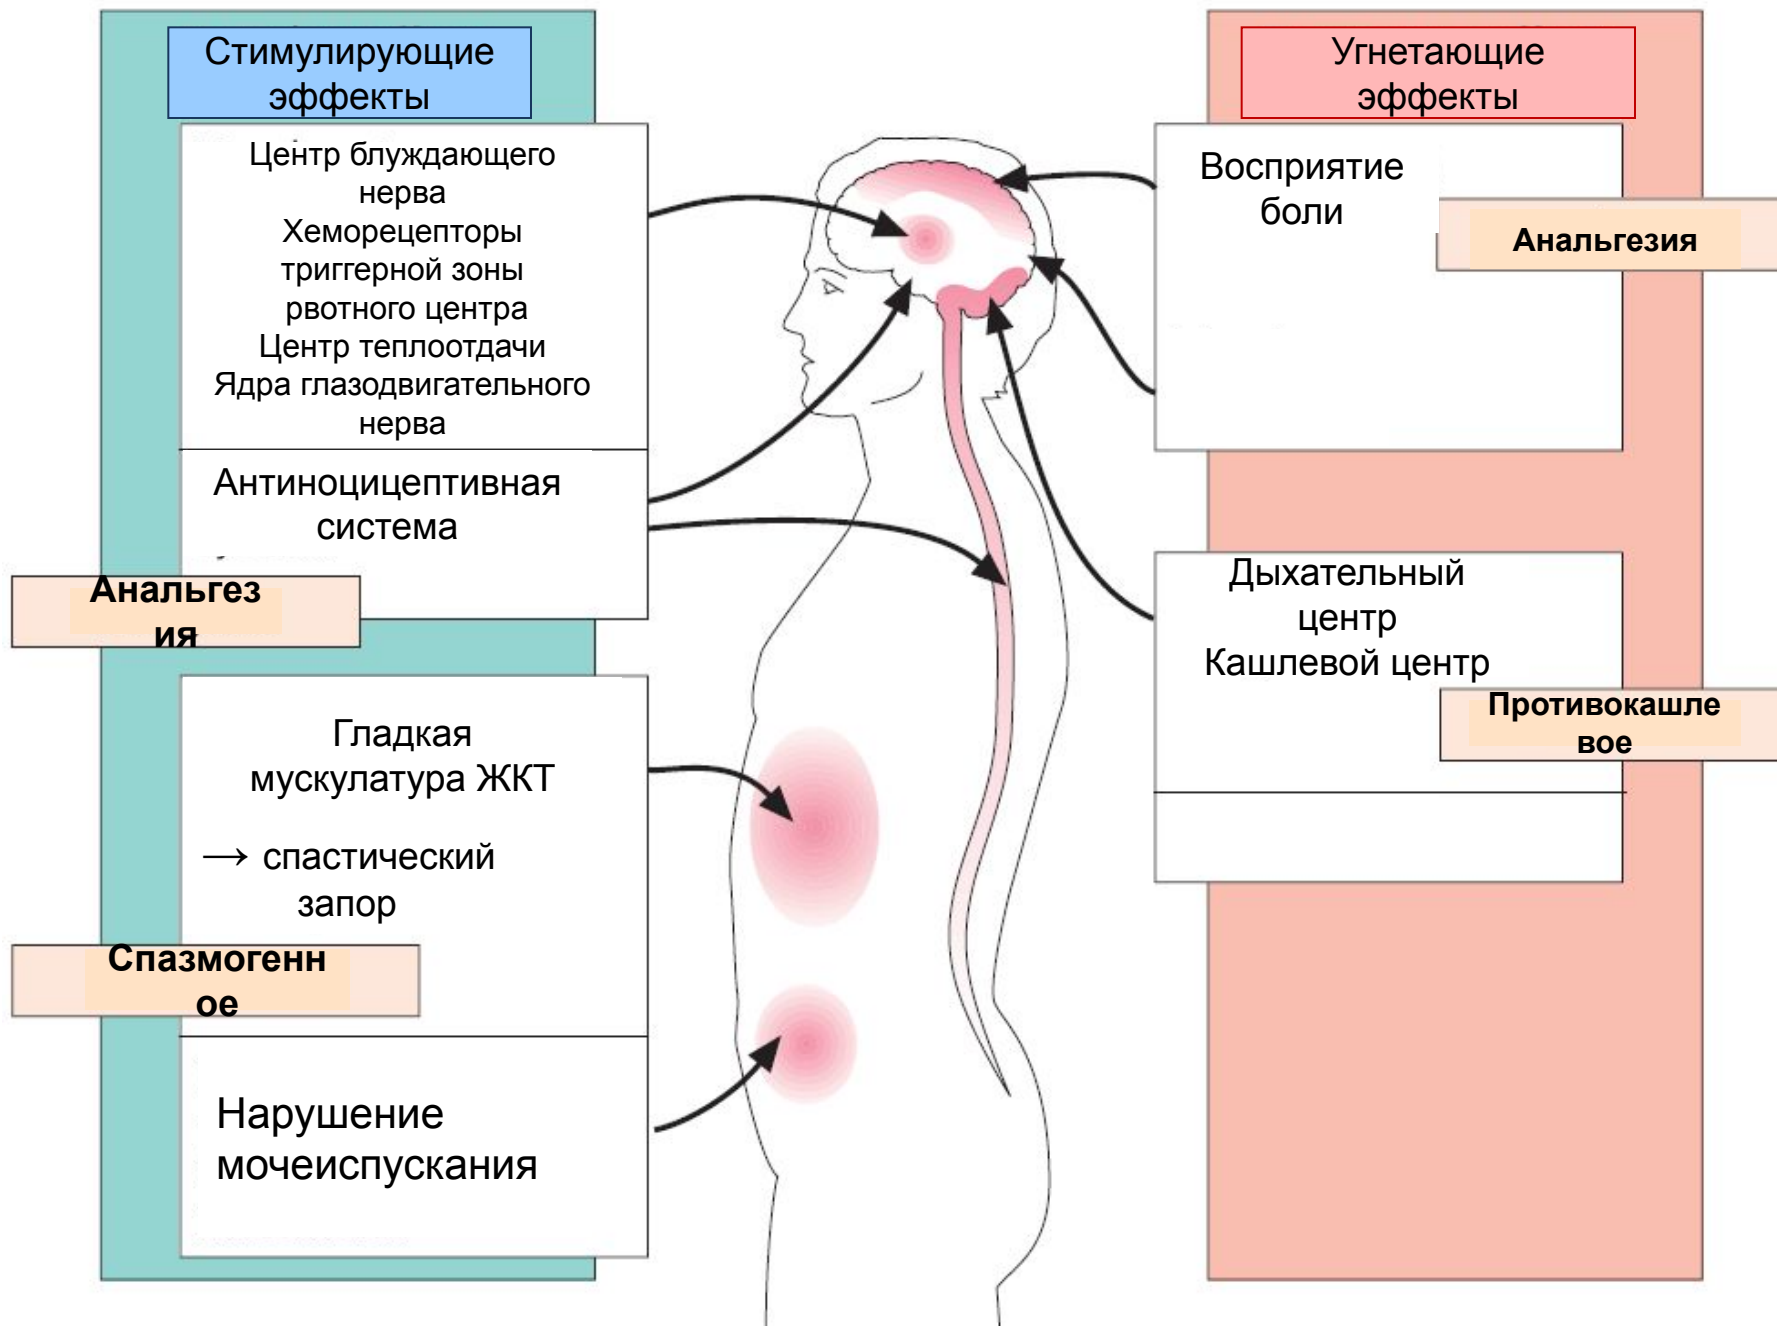 Стимулирующие
эффекты
Центр блуждающего
нерва
Хеморецепторы
триггерной зоны
рвотного центра
Центр теплоотдачи
Ядра глазодвигательного
нерва
Антиноцицептивная
система
Анальгез
ия
Гладкая
мускулатура ЖКТ
→ спастический
запор
Спазмогенн
ое
Нарушение
мочеиспускания
Угнетающие
эффекты
Восприятие
боли
Анальгезия
Дыхательный
центр
Кашлевой центр
Противокашле
вое